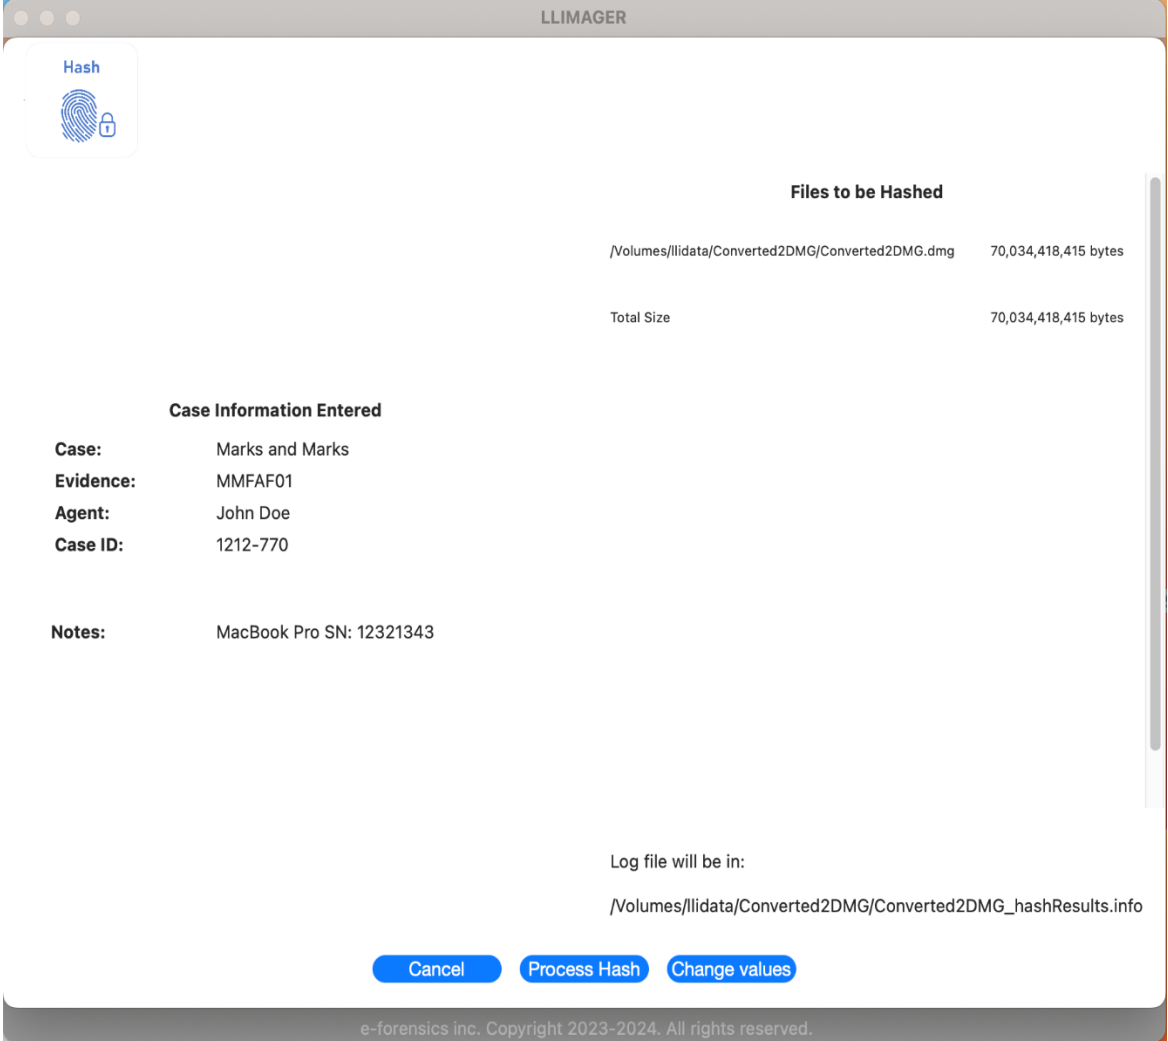 LLIMAGER
Hash
Files to be Hashed
/Volumes/llidata/Converted2DMG/Converted2DMG.dmg 70,034,418,415 bytes
Total Size 70,034,418,415 bytes
Case Information Entered
Case: Marks and Marks
Evidence: MMFAF01
Agent: John Doe
Case ID: 1212-770
Notes: MacBook Pro SN: 12321343
Log file will be in:
/Volumes/llidata/Converted2DMG/Converted2DMG_hashResults.info
Cancel Process Hash Change values
e-forensics inc. Copyright 2023-2024. All rights reserved.